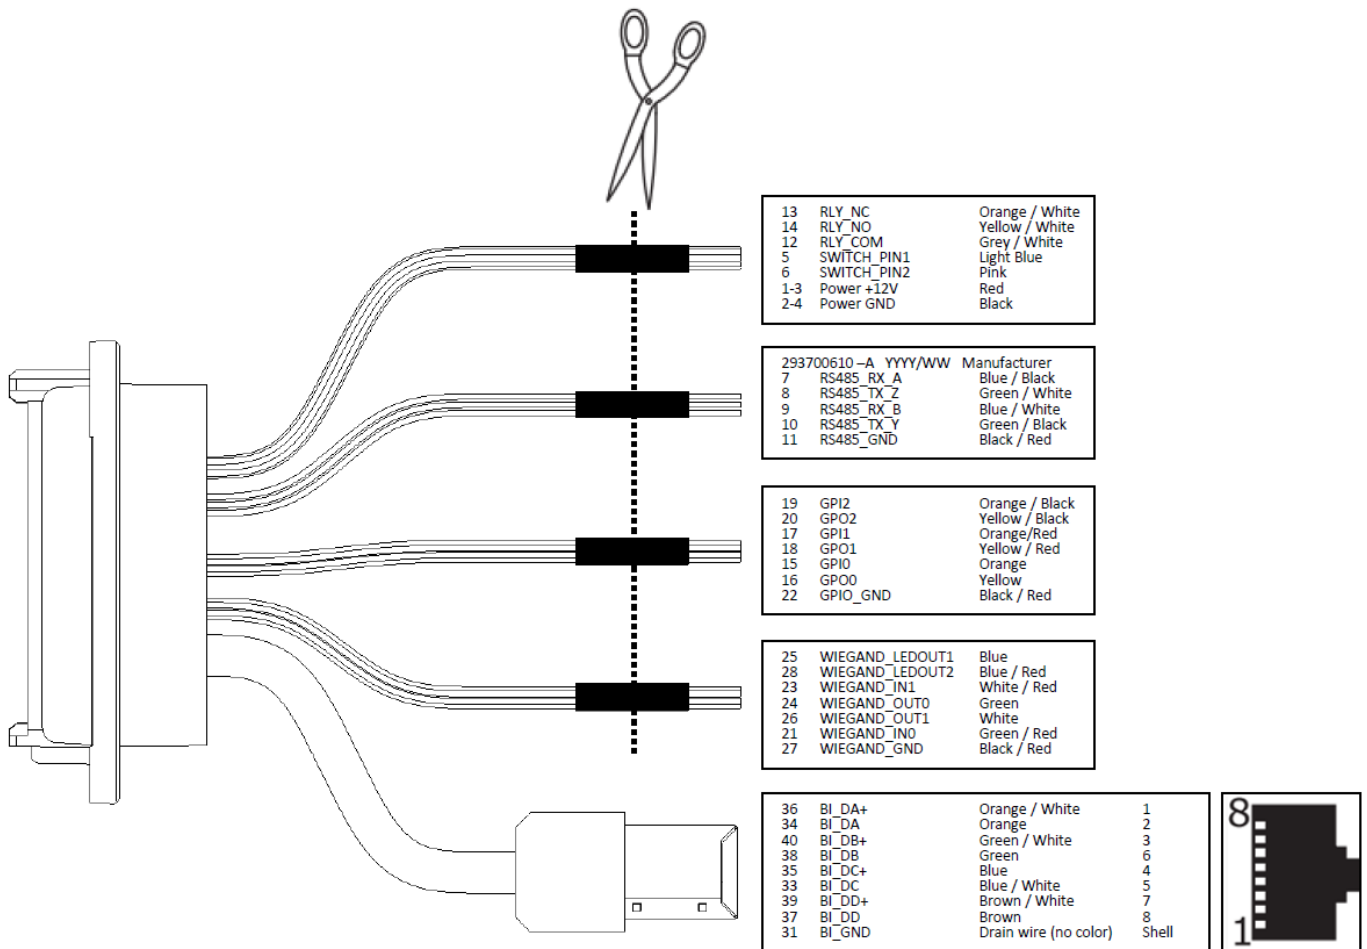 13 RLY_NC Orange / White
14 RLY_NO Yellow / White
12 RLY_COM Grey / White
5 SWITCH_PIN1 Light Blue
6 SWITCH_PIN2 Pink
1-3 Power +12V Red
2-4 Power GND Black
293700610 –A YYYY/WW Manufacturer
7 RS485_RX_A Blue / Black
8 RS485_TX_Z Green / White
9 RS485_RX_B Blue / White
10 RS485_TX_Y Green / Black
11 RS485_GND Black / Red
19 GPI2 Orange / Black
20 GPO2 Yellow / Black
17 GPI1 Orange/Red
18 GPO1 Yellow / Red
15 GPI0 Orange
16 GPO0 Yellow
22 GPIO_GND Black / Red
25 WIEGAND_LEDOUT1 Blue
28 WIEGAND_LEDOUT2 Blue / Red
23 WIEGAND_IN1 White / Red
24 WIEGAND_OUT0 Green
26 WIEGAND_OUT1 White
21 WIEGAND_IN0 Green / Red
27 WIEGAND_GND Black / Red
36 BI_DA+ Orange / White 1
34 BI_DA Orange 2
40 BI_DB+ Green / White 3
38 BI_DB Green 6
35 BI_DC+ Blue 4
33 BI_DC Blue / White 5
39 BI_DD+ Brown / White 7
37 BI_DD Brown 8
31 BI_GND Drain wire (no color) Shell
8
1